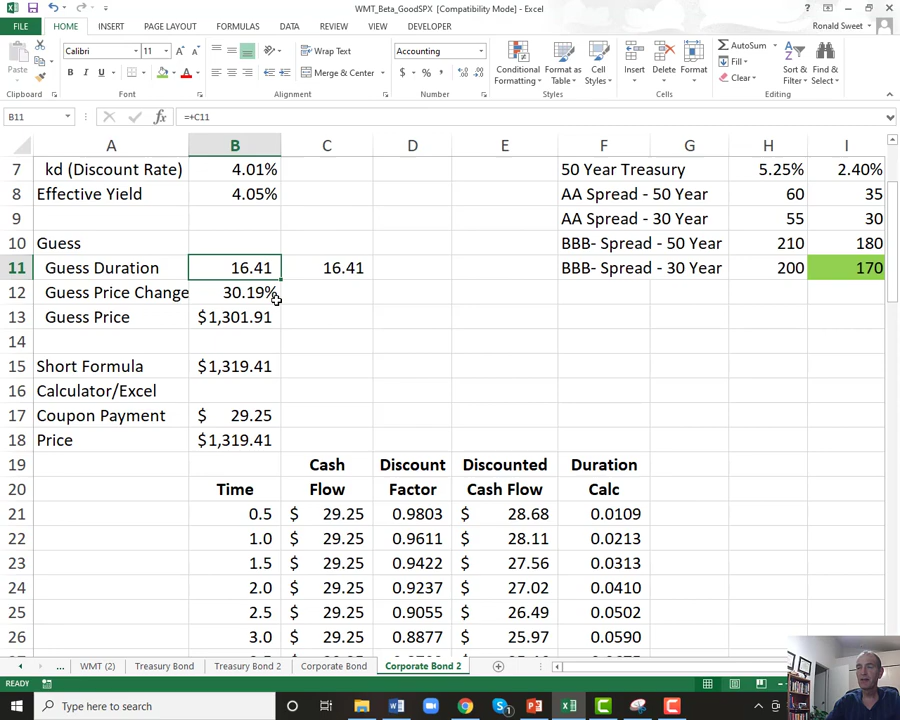 WMT_Beta_GoodSPX [Compatibility Mode] - Excel
FILE HOME INSERT PAGE LAYOUT FORMULAS DATA REVIEW VIEW DEVELOPER Ronald Sweet
Calibri 11 Wrap Text Accounting AutoSum
Paste Fill
B I U Merge & Center $ % , Conditional Formatting Format as Table Cell Styles Insert Delete Format Clear Sort & Filter Find & Select
Clipboard Font Alignment Number Styles Cells Editing
B11 fx =+C11
A B C D E F G H I
7 kd (Discount Rate) 4.01% 50 Year Treasury 5.25% 2.40%
8 Effective Yield 4.05% AA Spread - 50 Year 60 35
9 AA Spread - 30 Year 55 30
10 Guess BBB- Spread - 50 Year 210 180
11 Guess Duration 16.41 16.41 BBB- Spread - 30 Year 200 170
12 Guess Price Change 30.19%
13 Guess Price $1,301.91
14
15 Short Formula $1,319.41
16 Calculator/Excel
17 Coupon Payment $ 29.25
18 Price $1,319.41
19 Cash Discount Discounted Duration
20 Time Flow Factor Cash Flow Calc
21 0.5 $ 29.25 0.9803 $ 28.68 0.0109
22 1.0 $ 29.25 0.9611 $ 28.11 0.0213
23 1.5 $ 29.25 0.9422 $ 27.56 0.0313
24 2.0 $ 29.25 0.9237 $ 27.02 0.0410
25 2.5 $ 29.25 0.9055 $ 26.49 0.0502
26 3.0 $ 29.25 0.8877 $ 25.97 0.0590
... WMT (2) Treasury Bond Treasury Bond 2 Corporate Bond Corporate Bond 2
READY
Type here to search